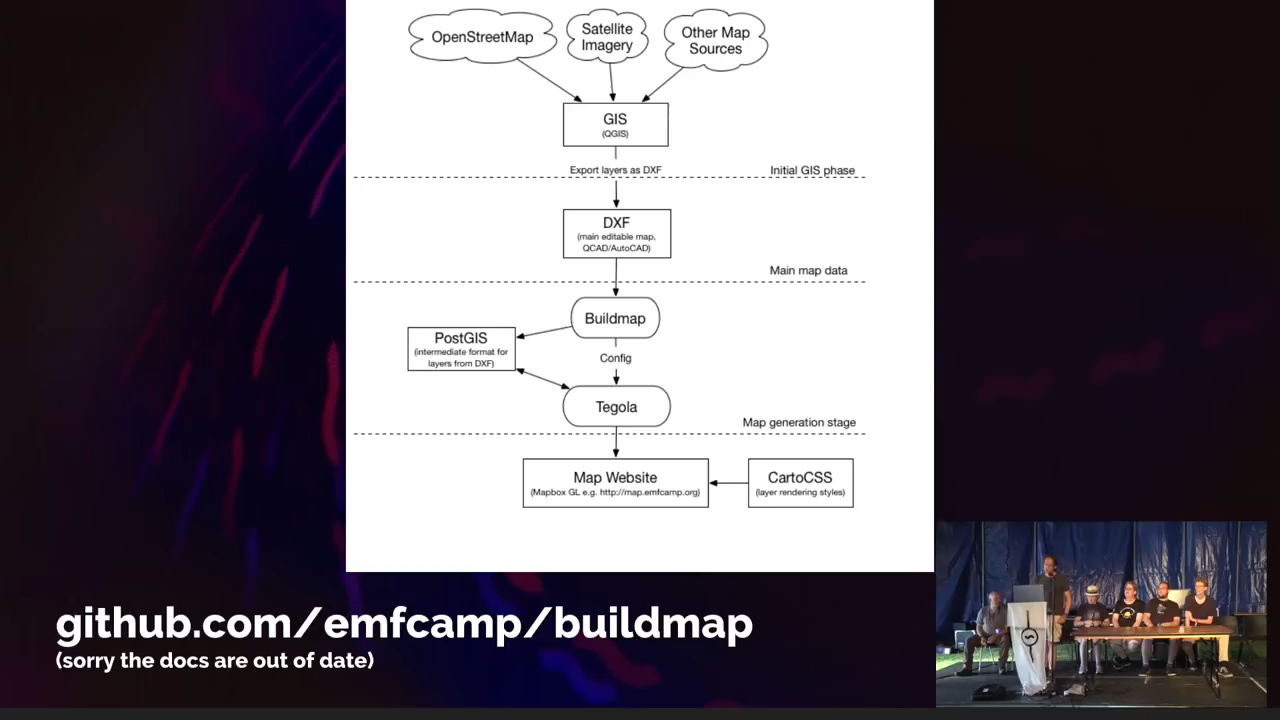 OpenStreetMap
Satellite
Imagery
Other Map
Sources
GIS
(QGIS)
Export layers as DXF
Initial GIS phase
DXF
(main editable map,
QCAD/AutoCAD)
Main map data
Buildmap
PostGIS
(intermediate format for
layers from DXF)
Config
Tegola
Map generation stage
Map Website
(Mapbox GL e.g. http://map.emfcamp.org)
CartoCSS
(layer rendering styles)
github.com/emfcamp/buildmap
(sorry the docs are out of date)